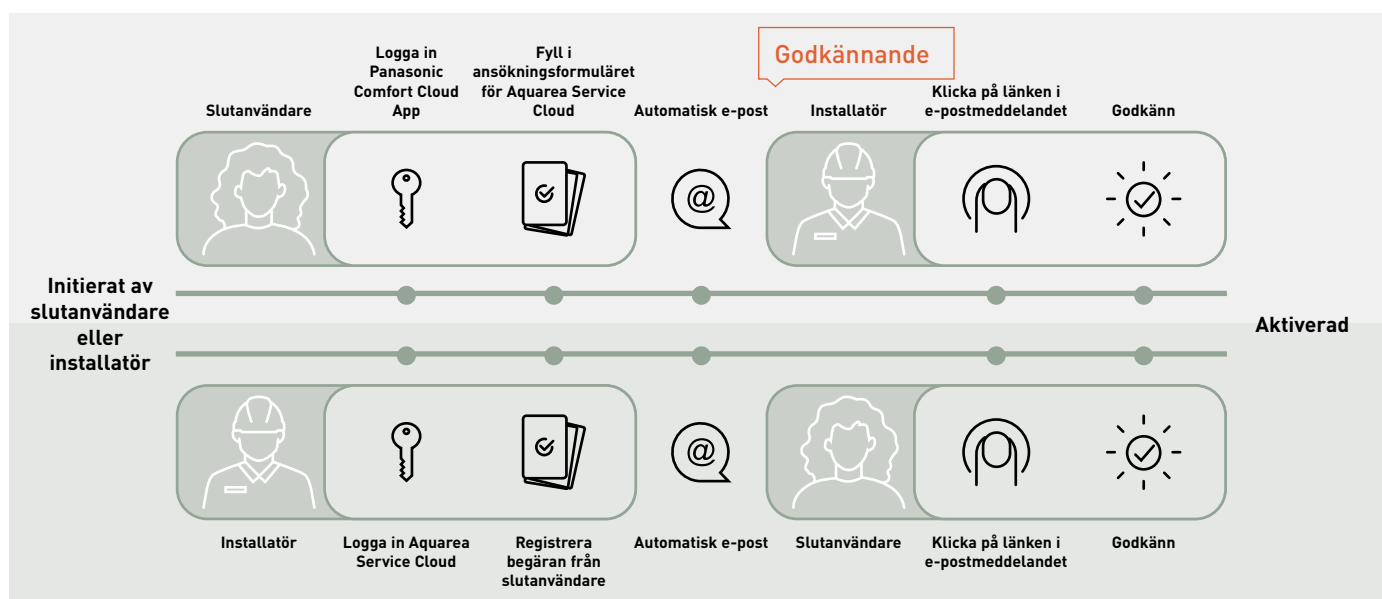 Godkännande
Slutanvändare
Logga in
Panasonic
Comfort Cloud
App
Fyll i
ansökningsformuläret
för Aquarea Service
Cloud
Automatisk e-post
Installatör
Klicka på länken i
e-postmeddelandet
Godkänn
@
Initierat av
slutanvändare
eller
installatör
Aktiverad
@
Installatör
Logga in Aquarea
Service Cloud
Registrera
begäran från
slutanvändare
Automatisk e-post
Slutanvändare
Klicka på länken i
e-postmeddelandet
Godkänn